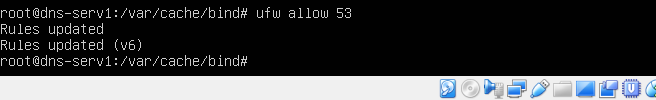 root@dns-serv1:/var/cache/bind# ufw allow 53
Rules updated
Rules updated (v6)
root@dns-serv1:/var/cache/bind#